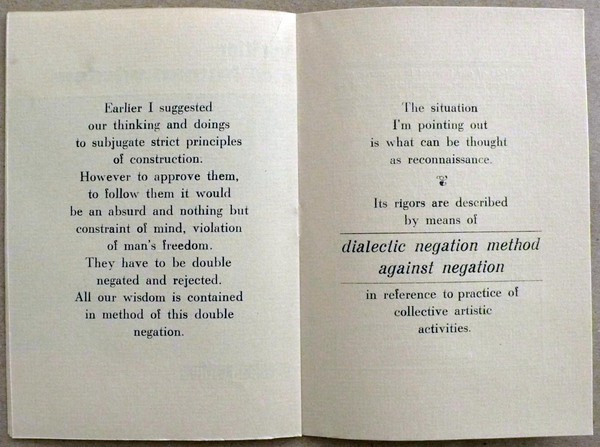 Earlier I suggested
our thinking and doings
to subjugate strict principles
of construction.
However to approve them,
to follow them it would
be an absurd and nothing but
constraint of mind, violation
of man's freedom.
They have to be double
negated and rejected.
All our wisdom is contained
in method of this double
negation.
The situation
I'm pointing out
is what can be thought
as reconnaissance.
Its rigors are described
by means of
dialectic negation method
against negation
in reference to practice of
collective artistic
activities.